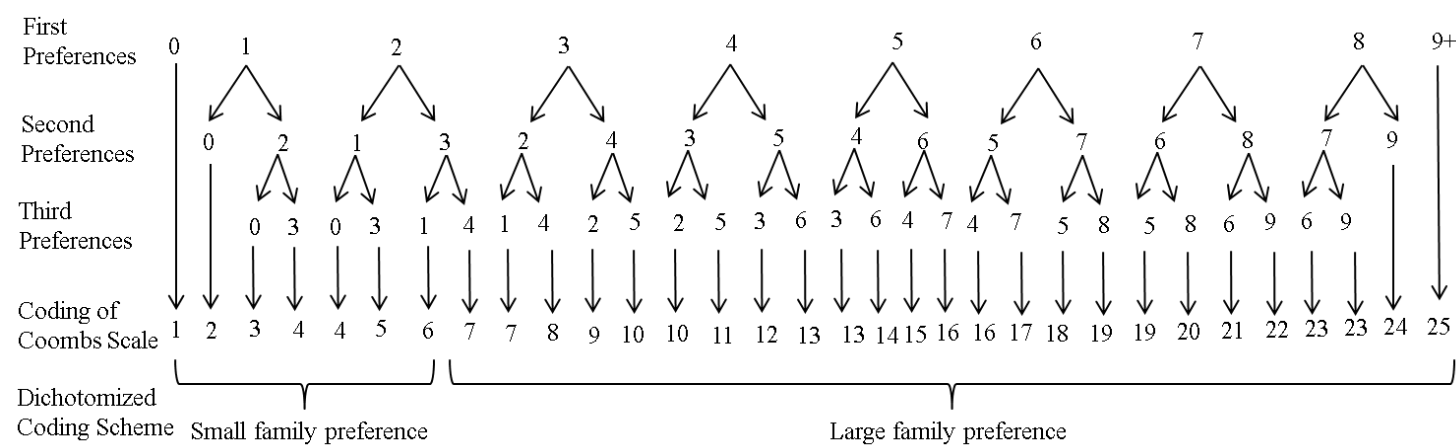 First
Preferences 0 1 2 3 4 5 6 7 8 9+
Second
Preferences 0 2 1 3 2 4 3 5 4 6 5 7 6 8 7 9
Third
Preferences 0 3 0 3 1 4 1 4 2 5 2 5 3 6 3 6 4 7 4 7 5 8 5 8 6 9 6 9
Coding of
Coombs Scale 1 2 3 4 4 5 6 7 7 8 9 10 10 11 12 13 13 14 15 16 16 17 18 19 19 20 21 22 23 23 24 25
Dichotomized
Coding Scheme Small family preference Large family preference